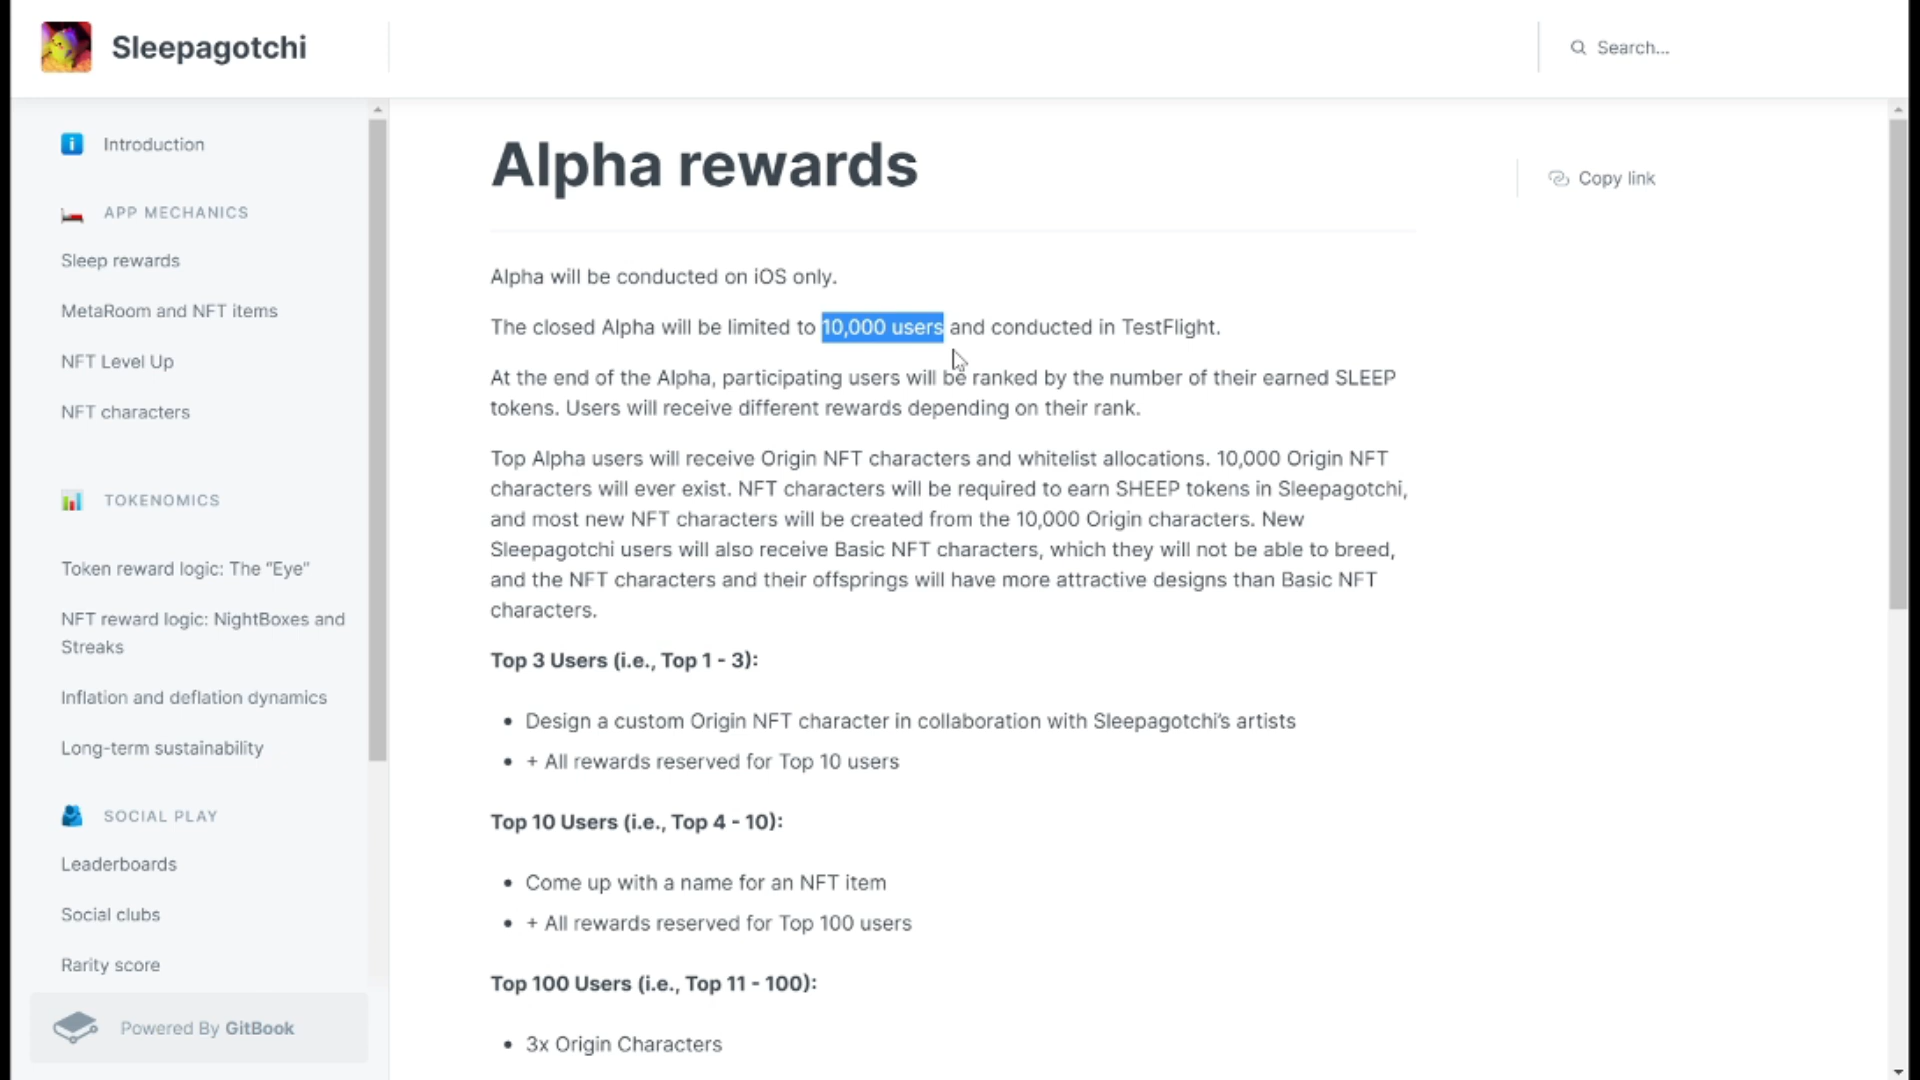 Sleepagotchi
Search...
Introduction
APP MECHANICS
Sleep rewards
MetaRoom and NFT items
NFT Level Up
NFT characters
TOKENOMICS
Token reward logic: The "Eye"
NFT reward logic: NightBoxes and
Streaks
Inflation and deflation dynamics
Long-term sustainability
SOCIAL PLAY
Leaderboards
Social clubs
Rarity score
Powered By GitBook
Alpha rewards
Copy link
Alpha will be conducted on iOS only.
The closed Alpha will be limited to 10,000 users and conducted in TestFlight.
At the end of the Alpha, participating users will be ranked by the number of their earned SLEEP
tokens. Users will receive different rewards depending on their rank.
Top Alpha users will receive Origin NFT characters and whitelist allocations. 10,000 Origin NFT
characters will ever exist. NFT characters will be required to earn SHEEP tokens in Sleepagotchi,
and most new NFT characters will be created from the 10,000 Origin characters. New
Sleepagotchi users will also receive Basic NFT characters, which they will not be able to breed,
and the NFT characters and their offsprings will have more attractive designs than Basic NFT
characters.
Top 3 Users (i.e., Top 1 - 3):
• Design a custom Origin NFT character in collaboration with Sleepagotchi's artists
• + All rewards reserved for Top 10 users
Top 10 Users (i.e., Top 4 - 10):
• Come up with a name for an NFT item
• + All rewards reserved for Top 100 users
Top 100 Users (i.e., Top 11 - 100):
• 3x Origin Characters